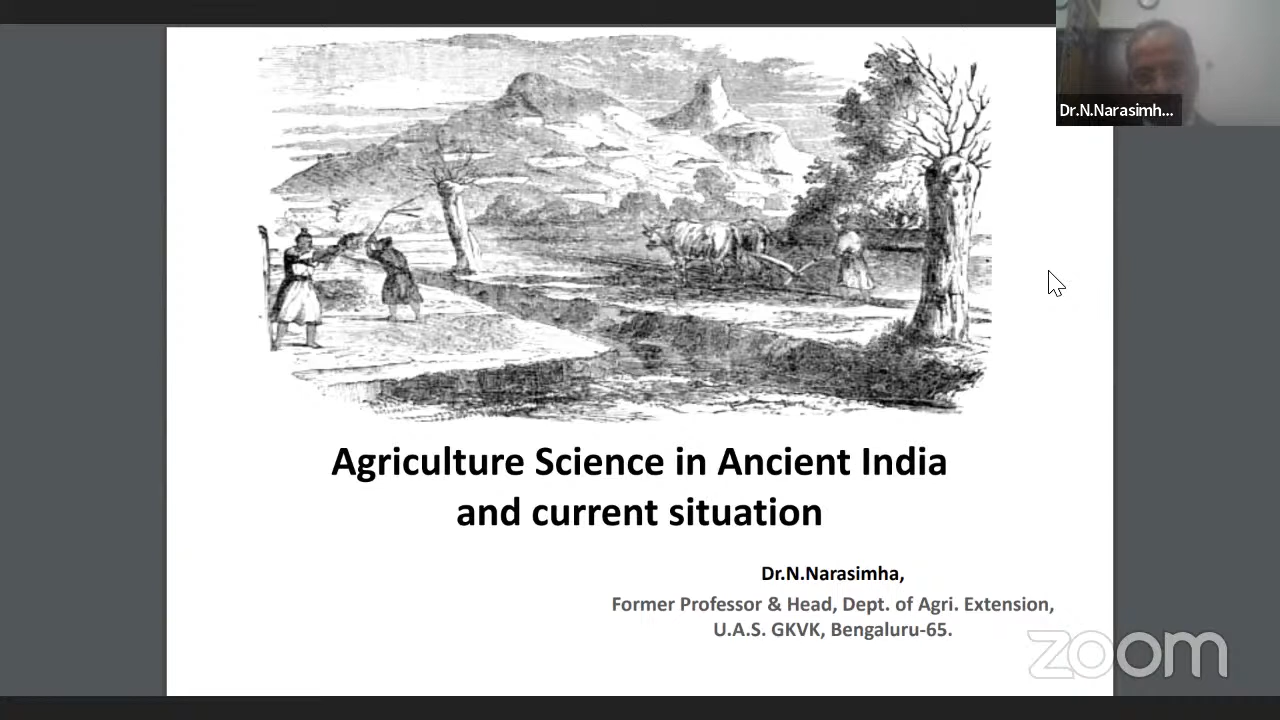 Dr.N.Narasimh...
Agriculture Science in Ancient India
and current situation
Dr.N.Narasimha,
Former Professor & Head, Dept. of Agri. Extension,
U.A.S. GKVK, Bengaluru-65.
zoom